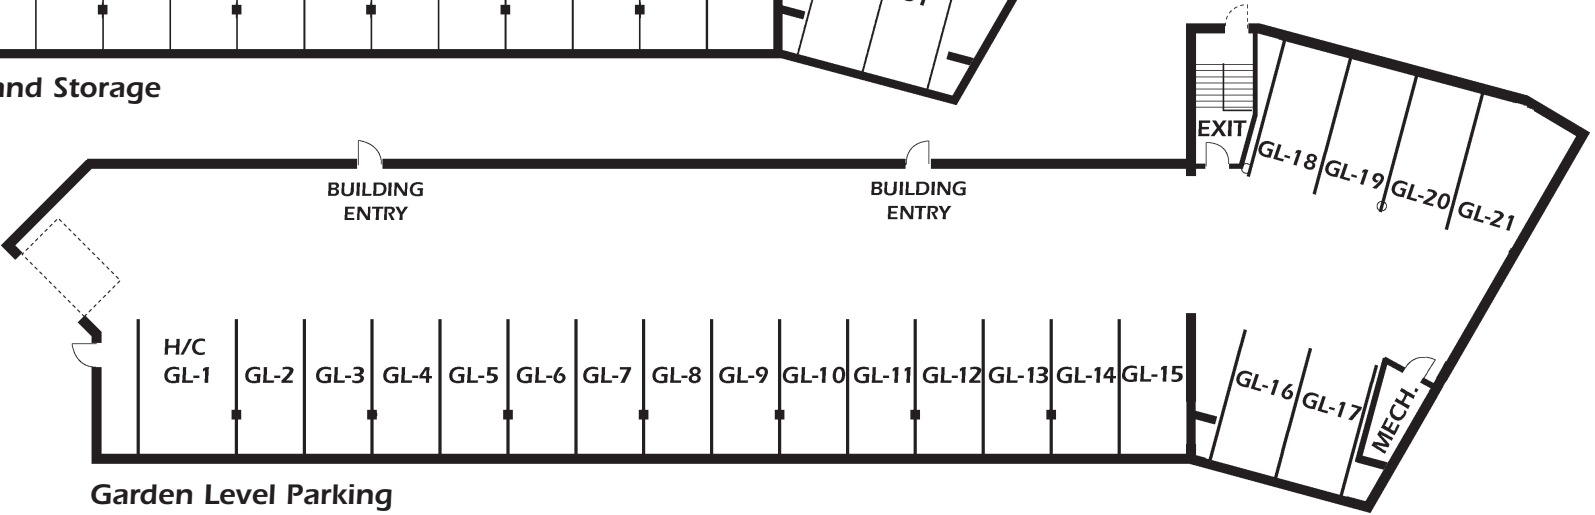 and Storage
EXIT
GL-18
GL-19
GL-20
GL-21
BUILDING
ENTRY
BUILDING
ENTRY
H/C
GL-1
GL-2
GL-3
GL-4
GL-5
GL-6
GL-7
GL-8
GL-9
GL-10
GL-11
GL-12
GL-13
GL-14
GL-15
GL-16
GL-17
MECH.
Garden Level Parking